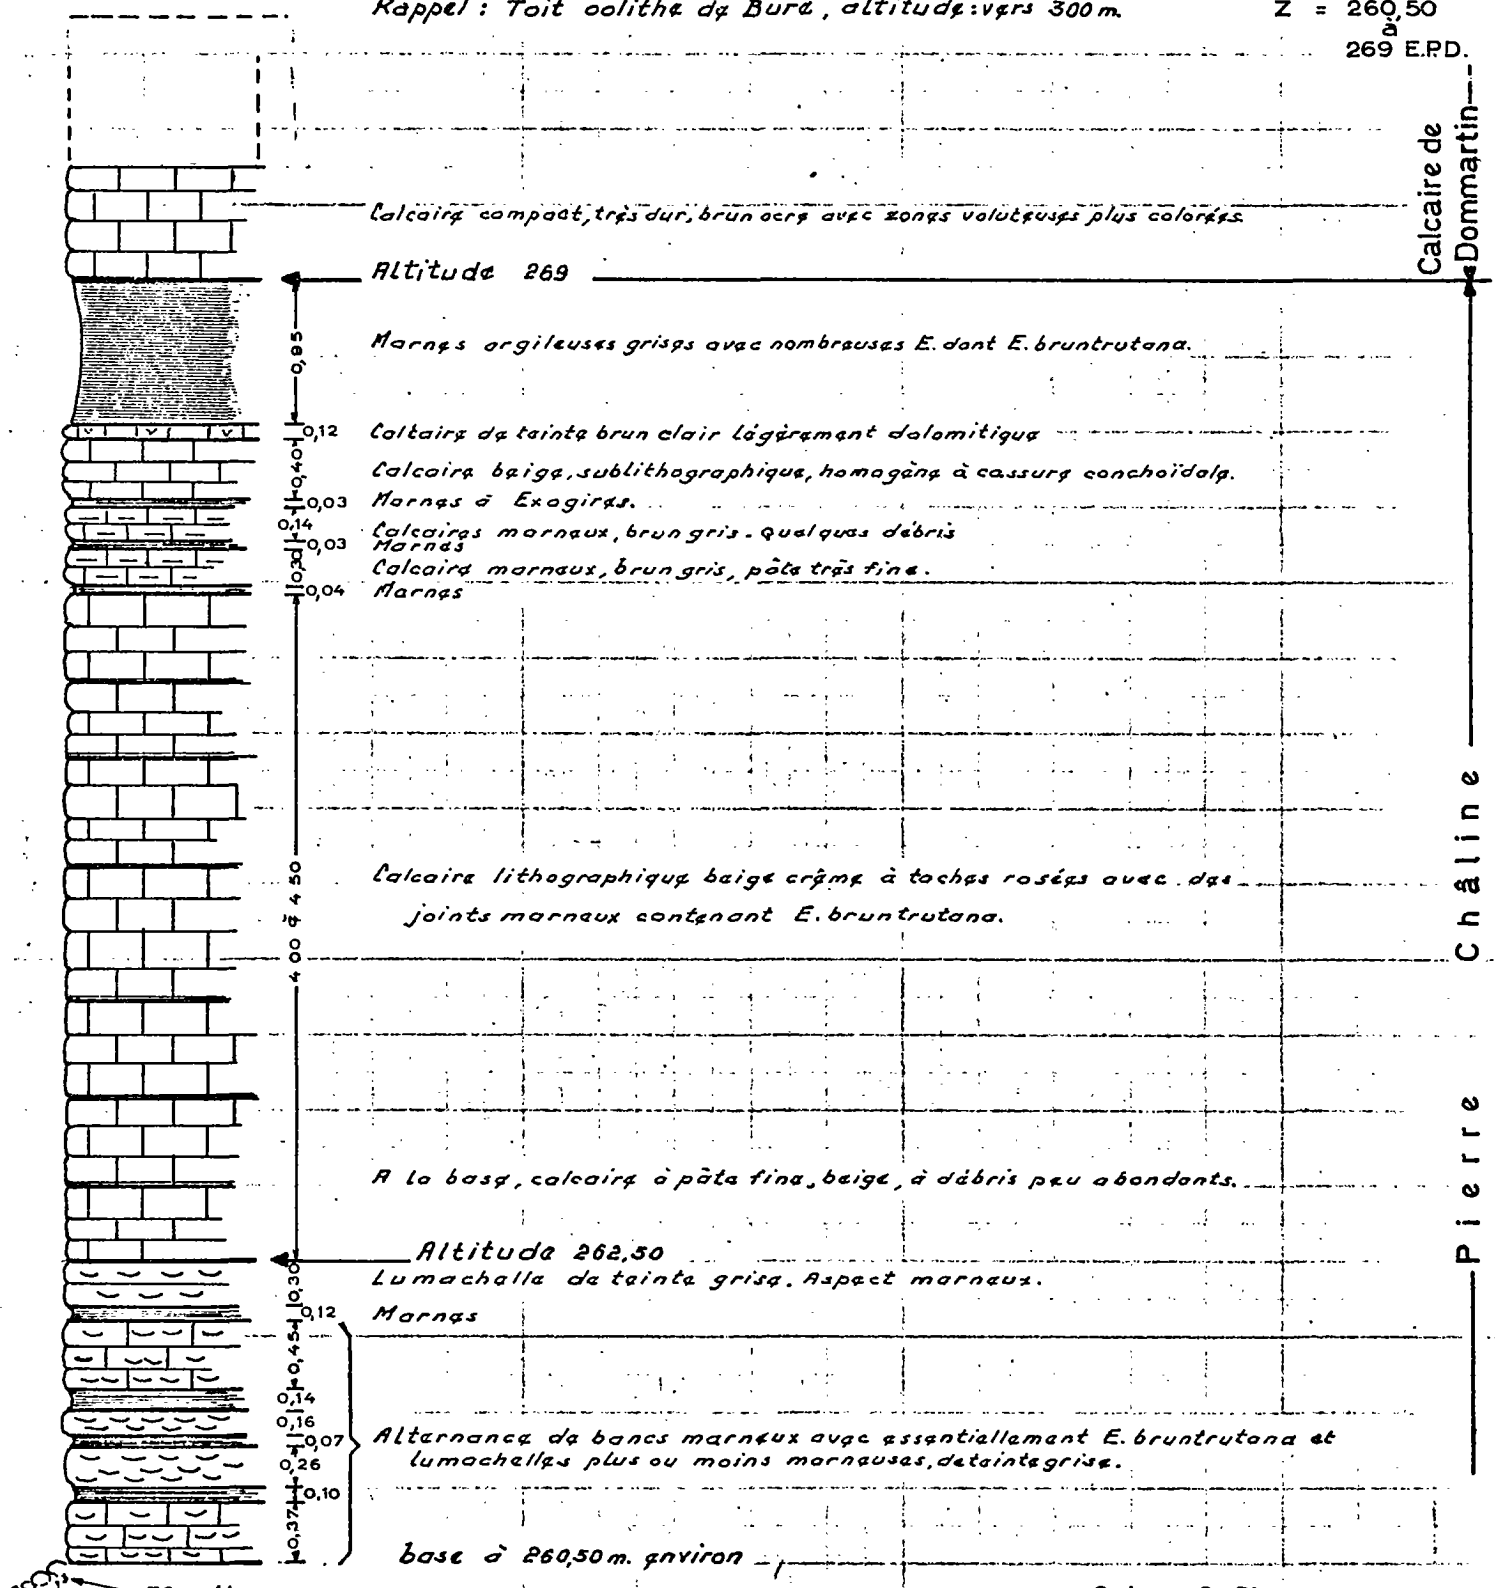 Rappel : Toit oolithe de Bure, altitude : vers 300 m.
Z = 260,50
à
269 E.P.D.
Calcaire de
Dommartin
Calcaire compact, très dur, brun ocre avec zones voluteuses plus colorées.
Altitude 269
0,95
Marnes argileuses grises avec nombreuses E. dont E. bruntrutana.
0,12
Calcaire de teinte brun clair légèrement dolomitique
0,40
Calcaire beige, sublithographique, homogène à cassure conchoïdale.
0,03
Marnes à Exogires.
0,14
Calcaires marneux, brun gris. Quelques débris
0,03
Marnes
0,30
Calcaire marneux, brun gris, pâte très fine.
0,04
Marnes
4 00 à 4 50
Calcaire lithographique beige crème à taches rosées avec des
joints marneux contenant E. bruntrutana.
A la base, calcaire à pâte fine, beige, à débris peu abondants.
Pierre Châline
Altitude 262,50
0,30
Lumachelle de teinte grise. Aspect marneux.
0,12
Marnes
0,45
0,14
0,16
0,07
0,26
0,10
0,37
Alternance de bancs marneux avec essentiellement E. bruntrutana et
lumachelles plus ou moins marneuses, de teinte grise.
base à 260,50 m. environ